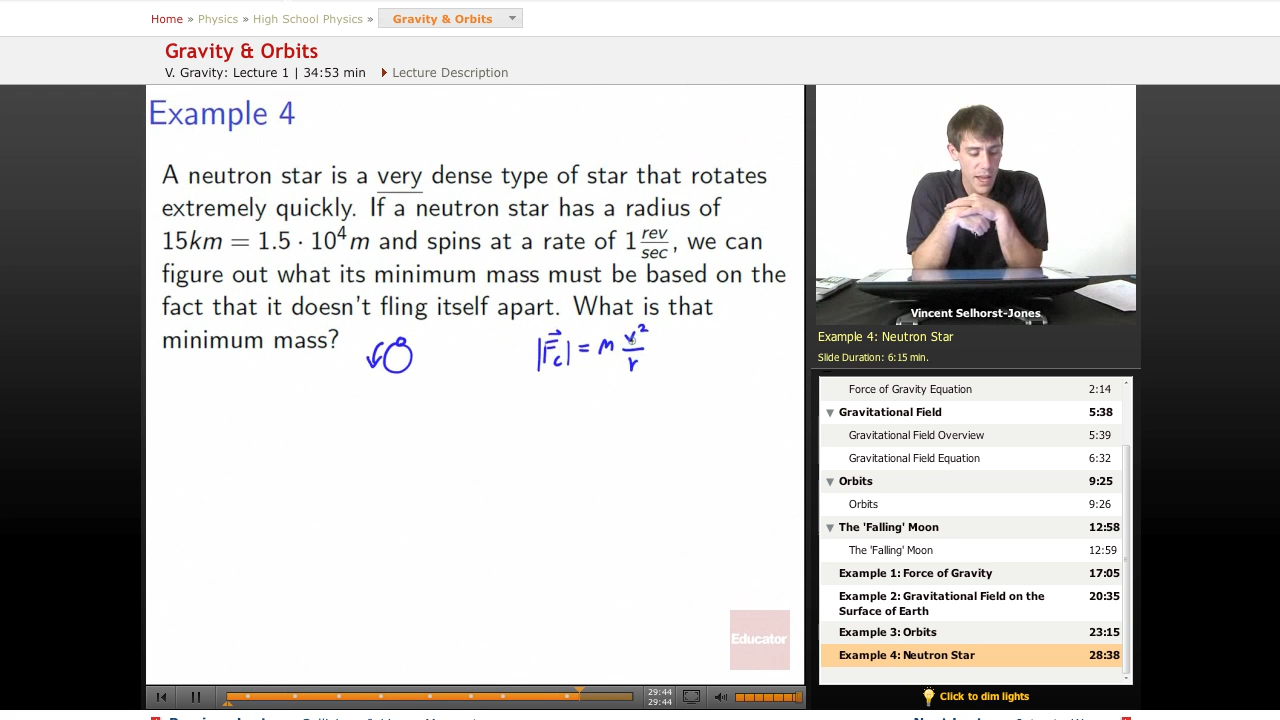 Home » Physics » High School Physics » Gravity & Orbits
Gravity & Orbits
V. Gravity: Lecture 1 | 34:53 min Lecture Description
Example 4
A neutron star is a very dense type of star that rotates
extremely quickly. If a neutron star has a radius of
15km = 1.5 · 10⁴m and spins at a rate of 1 rev/sec, we can
figure out what its minimum mass must be based on the
fact that it doesn't fling itself apart. What is that
minimum mass?
|F⃗c| = m v²/r
Educator
29:44
29:44
Vincent Selhorst-Jones
Example 4: Neutron Star
Slide Duration: 6:15 min.
Force of Gravity Equation 2:14
Gravitational Field 5:38
Gravitational Field Overview 5:39
Gravitational Field Equation 6:32
Orbits 9:25
Orbits 9:26
The 'Falling' Moon 12:58
The 'Falling' Moon 12:59
Example 1: Force of Gravity 17:05
Example 2: Gravitational Field on the 20:35
Surface of Earth
Example 3: Orbits 23:15
Example 4: Neutron Star 28:38
Click to dim lights